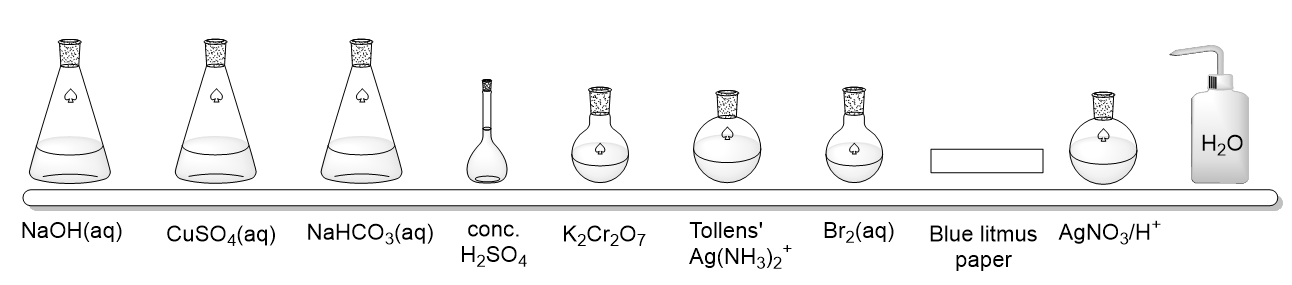 H₂O
NaOH(aq)
CuSO₄(aq)
NaHCO₃(aq)
conc.
H₂SO₄
K₂Cr₂O₇
Tollens'
Ag(NH₃)₂⁺
Br₂(aq)
Blue litmus
paper
AgNO₃/H⁺